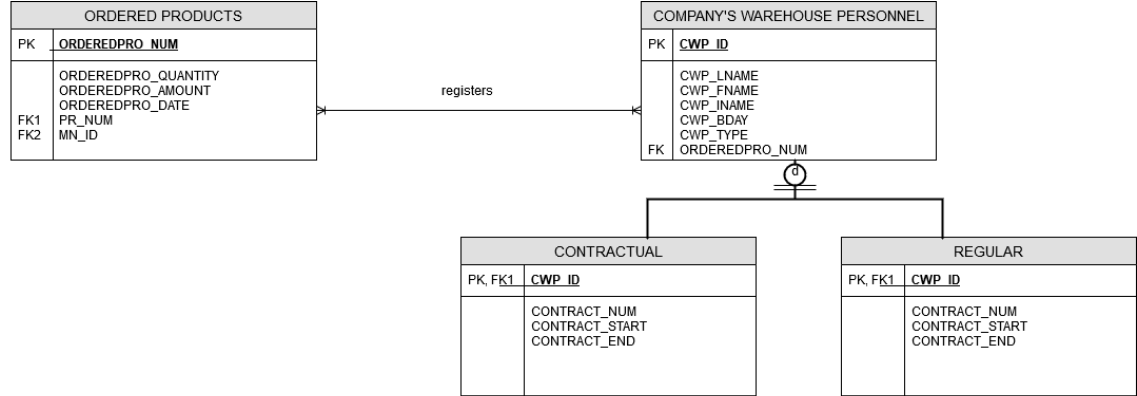 ORDERED PRODUCTS
PK ORDEREDPRO_NUM
ORDEREDPRO_QUANTITY
ORDEREDPRO_AMOUNT
ORDEREDPRO_DATE
FK1 PR_NUM
FK2 MN_ID
registers
COMPANY'S WAREHOUSE PERSONNEL
PK CWP_ID
CWP_LNAME
CWP_FNAME
CWP_INAME
CWP_BDAY
CWP_TYPE
FK ORDEREDPRO_NUM
d
CONTRACTUAL
PK, FK1 CWP_ID
CONTRACT_NUM
CONTRACT_START
CONTRACT_END
REGULAR
PK, FK1 CWP_ID
CONTRACT_NUM
CONTRACT_START
CONTRACT_END